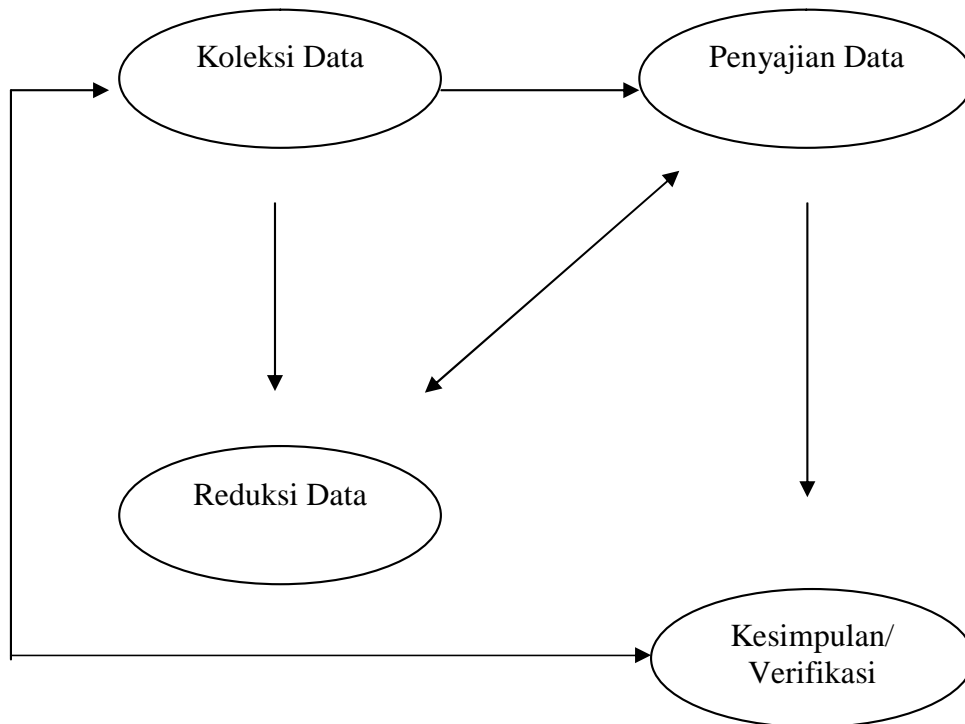 Koleksi Data
Penyajian Data
Reduksi Data
Kesimpulan/
Verifikasi